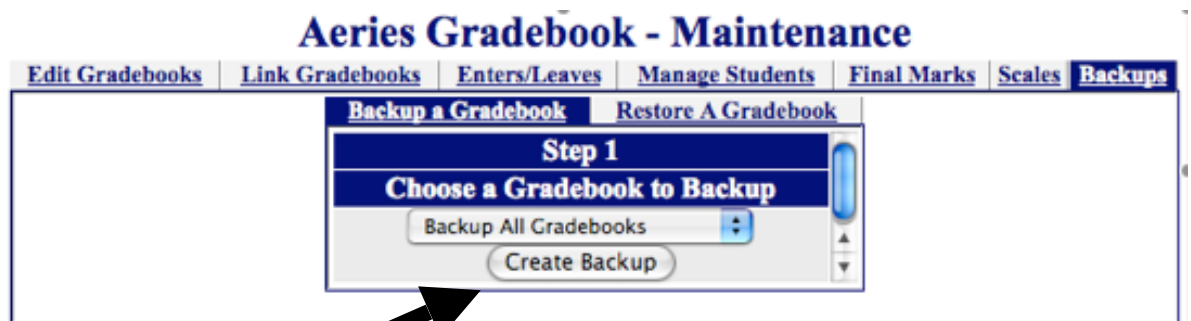 Aeries Gradebook - Maintenance
Edit Gradebooks Link Gradebooks Enters/Leaves Manage Students Final Marks Scales Backups
Backup a Gradebook Restore A Gradebook
Step 1
Choose a Gradebook to Backup
Backup All Gradebooks
Create Backup